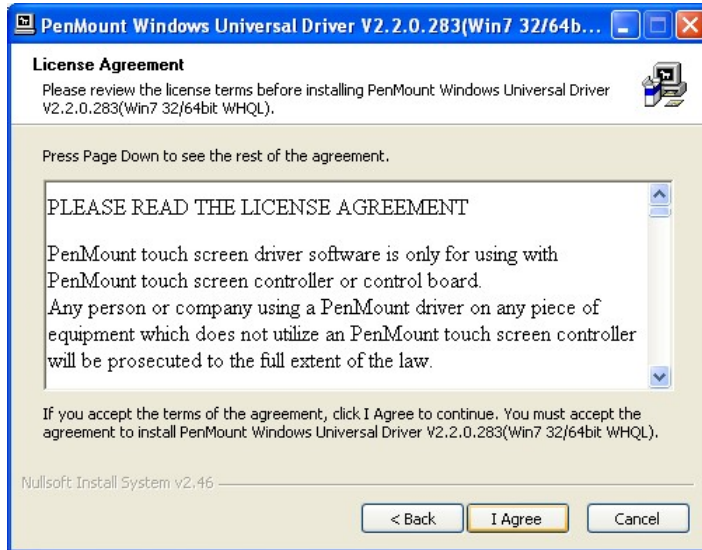 PenMount Windows Universal Driver V2.2.0.283(Win7 32/64b...
License Agreement
Please review the license terms before installing PenMount Windows Universal Driver
V2.2.0.283(Win7 32/64bit WHQL).
Press Page Down to see the rest of the agreement.
PLEASE READ THE LICENSE AGREEMENT
PenMount touch screen driver software is only for using with
PenMount touch screen controller or control board.
Any person or company using a PenMount driver on any piece of
equipment which does not utilize an PenMount touch screen controller
will be prosecuted to the full extent of the law.
If you accept the terms of the agreement, click I Agree to continue. You must accept the
agreement to install PenMount Windows Universal Driver V2.2.0.283(Win7 32/64bit WHQL).
Nullsoft Install System v2.46
< Back I Agree Cancel